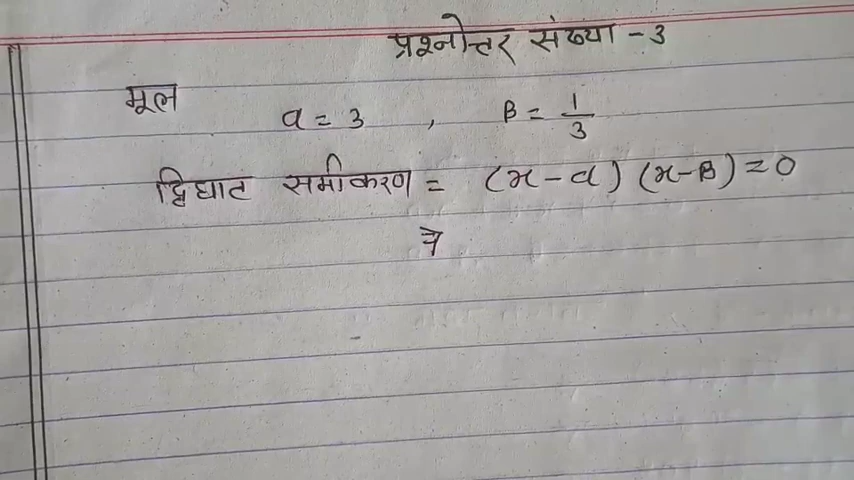 प्रश्नोत्तर संख्या - 3
मूल
α = 3 , β = 1/3
द्विघात समीकरण = (x - α) (x - β) = 0